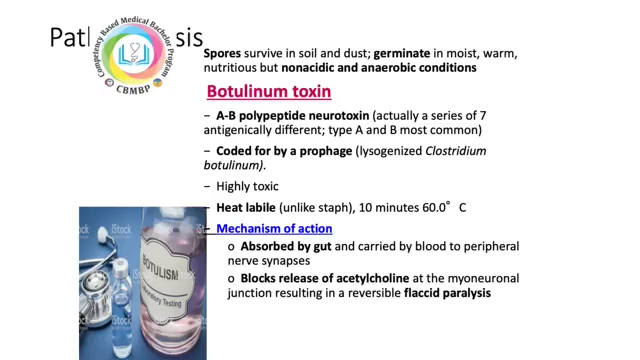 Path sis
Competency Based Medical Bachelor Program
CBMBP
Spores survive in soil and dust; germinate in moist, warm,
nutritious but nonacidic and anaerobic conditions
Botulinum toxin
− A-B polypeptide neurotoxin (actually a series of 7
antigenically different; type A and B most common)
− Coded for by a prophage (lysogenized Clostridium
botulinum).
− Highly toxic
− Heat labile (unlike staph), 10 minutes 60.0° C
− Mechanism of action
o Absorbed by gut and carried by blood to peripheral
nerve synapses
o Blocks release of acetylcholine at the myoneuronal
junction resulting in a reversible flaccid paralysis
iStock
iStock
BOTULISM
Laboratory Testing
iStock
iStock